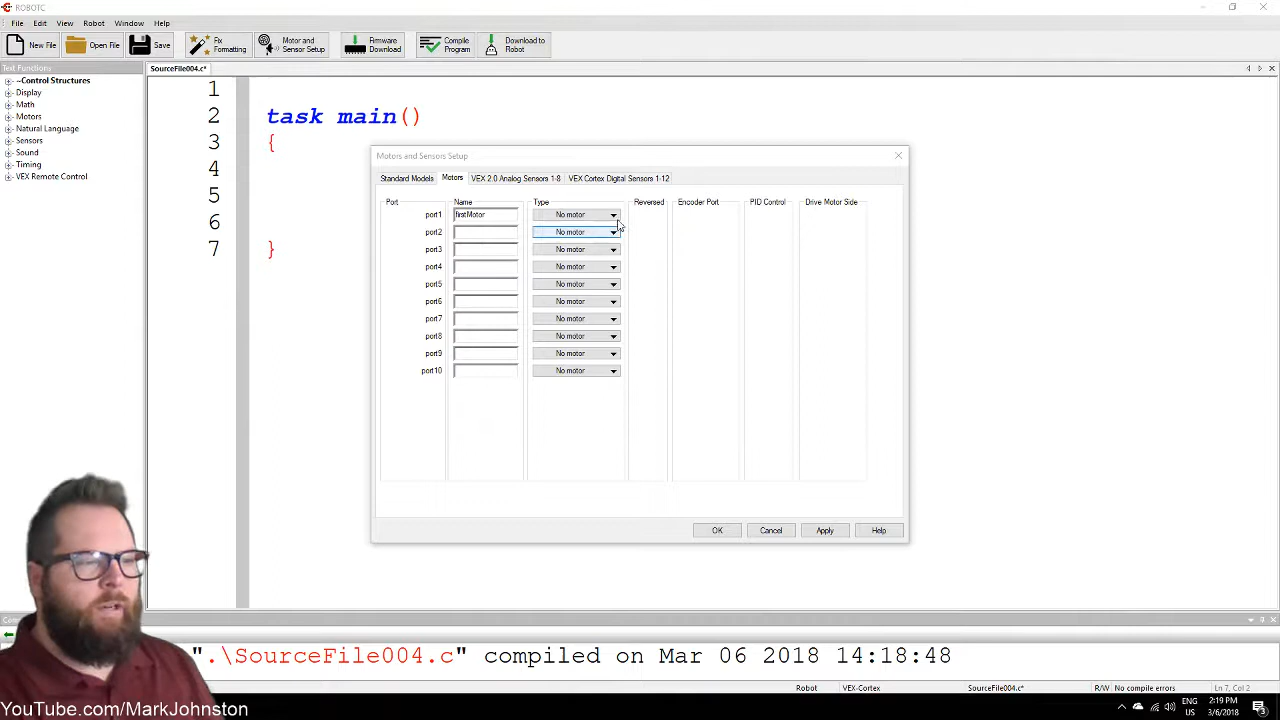 ROBOTC
File Edit View Robot Window Help
New File Open File Save Fix Formatting Motor and Sensor Setup Firmware Download Compile Program Download to Robot
Text Functions
SourceFile004.c*
~Control Structures
Display
Math
Motors
Natural Language
Sensors
Sound
Timing
VEX Remote Control
1
2 task main()
3 {
4
5
6
7 }
Motors and Sensors Setup
Standard Models Motors VEX 2.0 Analog Sensors 1-8 VEX Cortex Digital Sensors 1-12
Port Name Type Reversed Encoder Port PID Control Drive Motor Side
port1 firstMotor No motor
port2 No motor
port3 No motor
port4 No motor
port5 No motor
port6 No motor
port7 No motor
port8 No motor
port9 No motor
port10 No motor
OK Cancel Apply Help
".\SourceFile004.c" compiled on Mar 06 2018 14:18:48
Robot VEX-Cortex SourceFile004.c* R/W No compile errors Ln 7, Col 2
YouTube.com/MarkJohnston
ENG
US
2:19 PM
3/6/2018
3